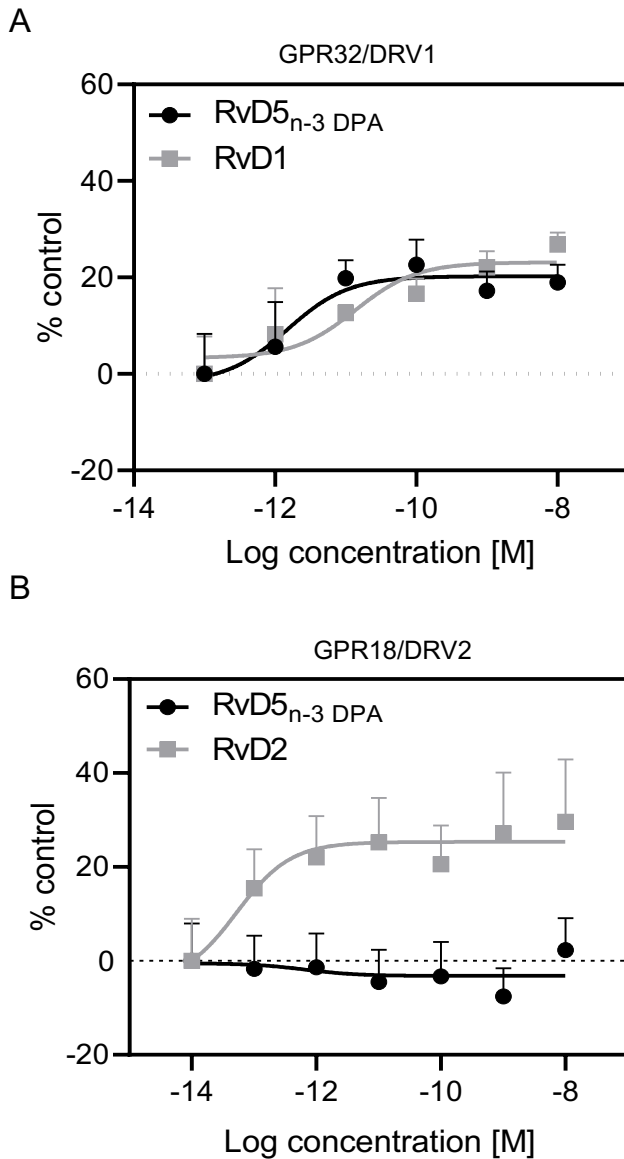 A
GPR32/DRV1
60
RvD5n-3 DPA
RvD1
40
20
0
-20
% control
-14 -12 -10 -8
Log concentration [M]
B
GPR18/DRV2
60
RvD5n-3 DPA
RvD2
40
20
0
-20
% control
-14 -12 -10 -8
Log concentration [M]